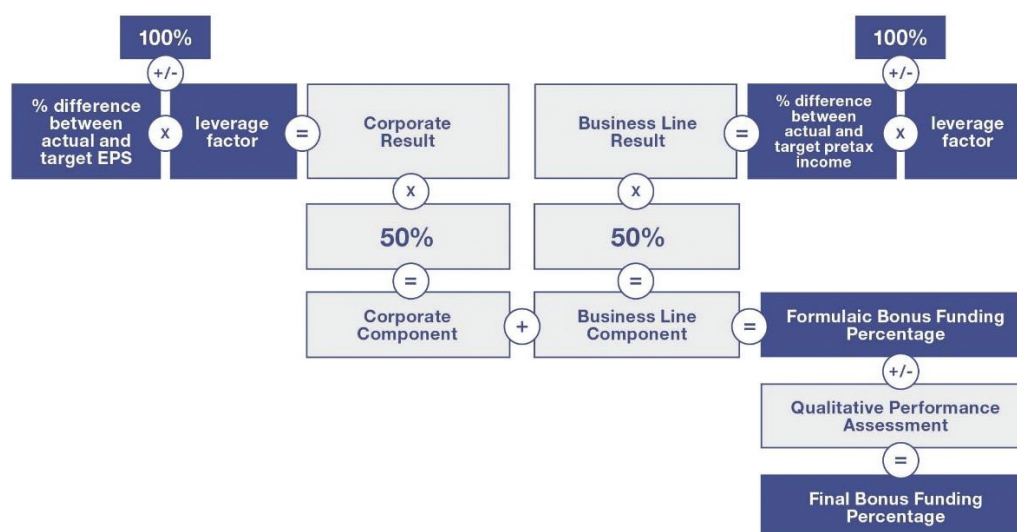 100%
100%
+/-
+/-
% difference
between
actual and
target EPS
x
leverage
factor
=
Corporate
Result
Business Line
Result
=
% difference
between
actual and
target pretax
income
x
leverage
factor
x
x
50%
50%
=
=
Corporate
Component
+
Business Line
Component
=
Formulaic Bonus Funding
Percentage
+/-
Qualitative Performance
Assessment
=
Final Bonus Funding
Percentage